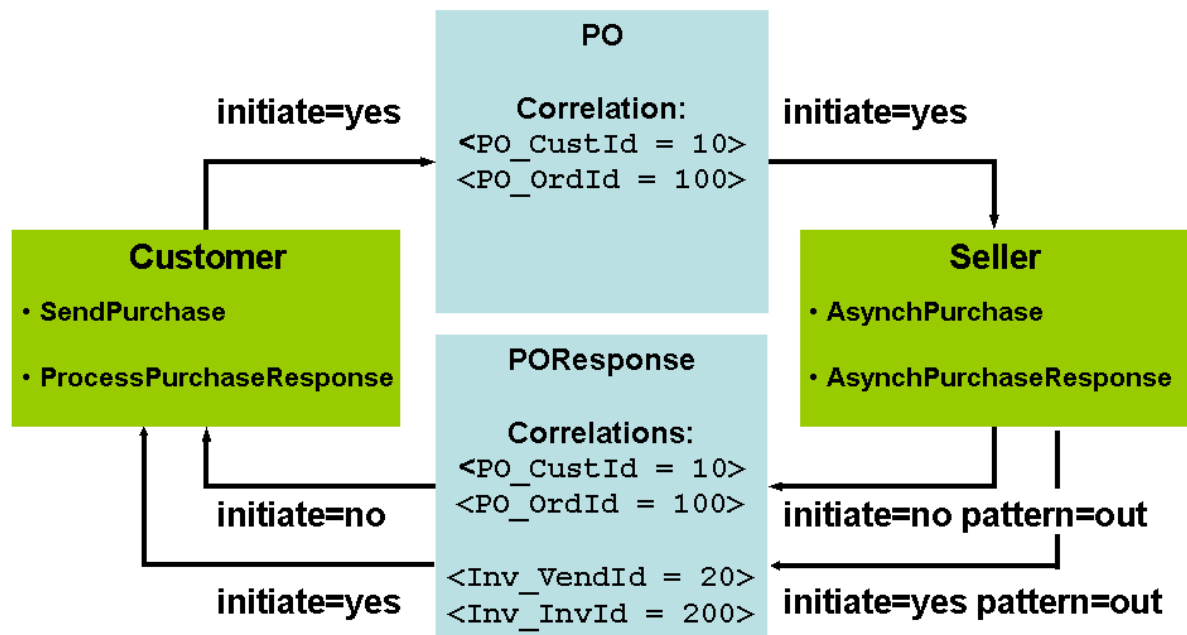 PO
Correlation:
<PO_CustId = 10>
<PO_OrdId = 100>
initiate=yes
initiate=yes
Customer
• SendPurchase
• ProcessPurchaseResponse
Seller
• AsynchPurchase
• AsynchPurchaseResponse
POResponse
Correlations:
<PO_CustId = 10>
<PO_OrdId = 100>
<Inv_VendId = 20>
<Inv_InvId = 200>
initiate=no
initiate=yes
initiate=no pattern=out
initiate=yes pattern=out